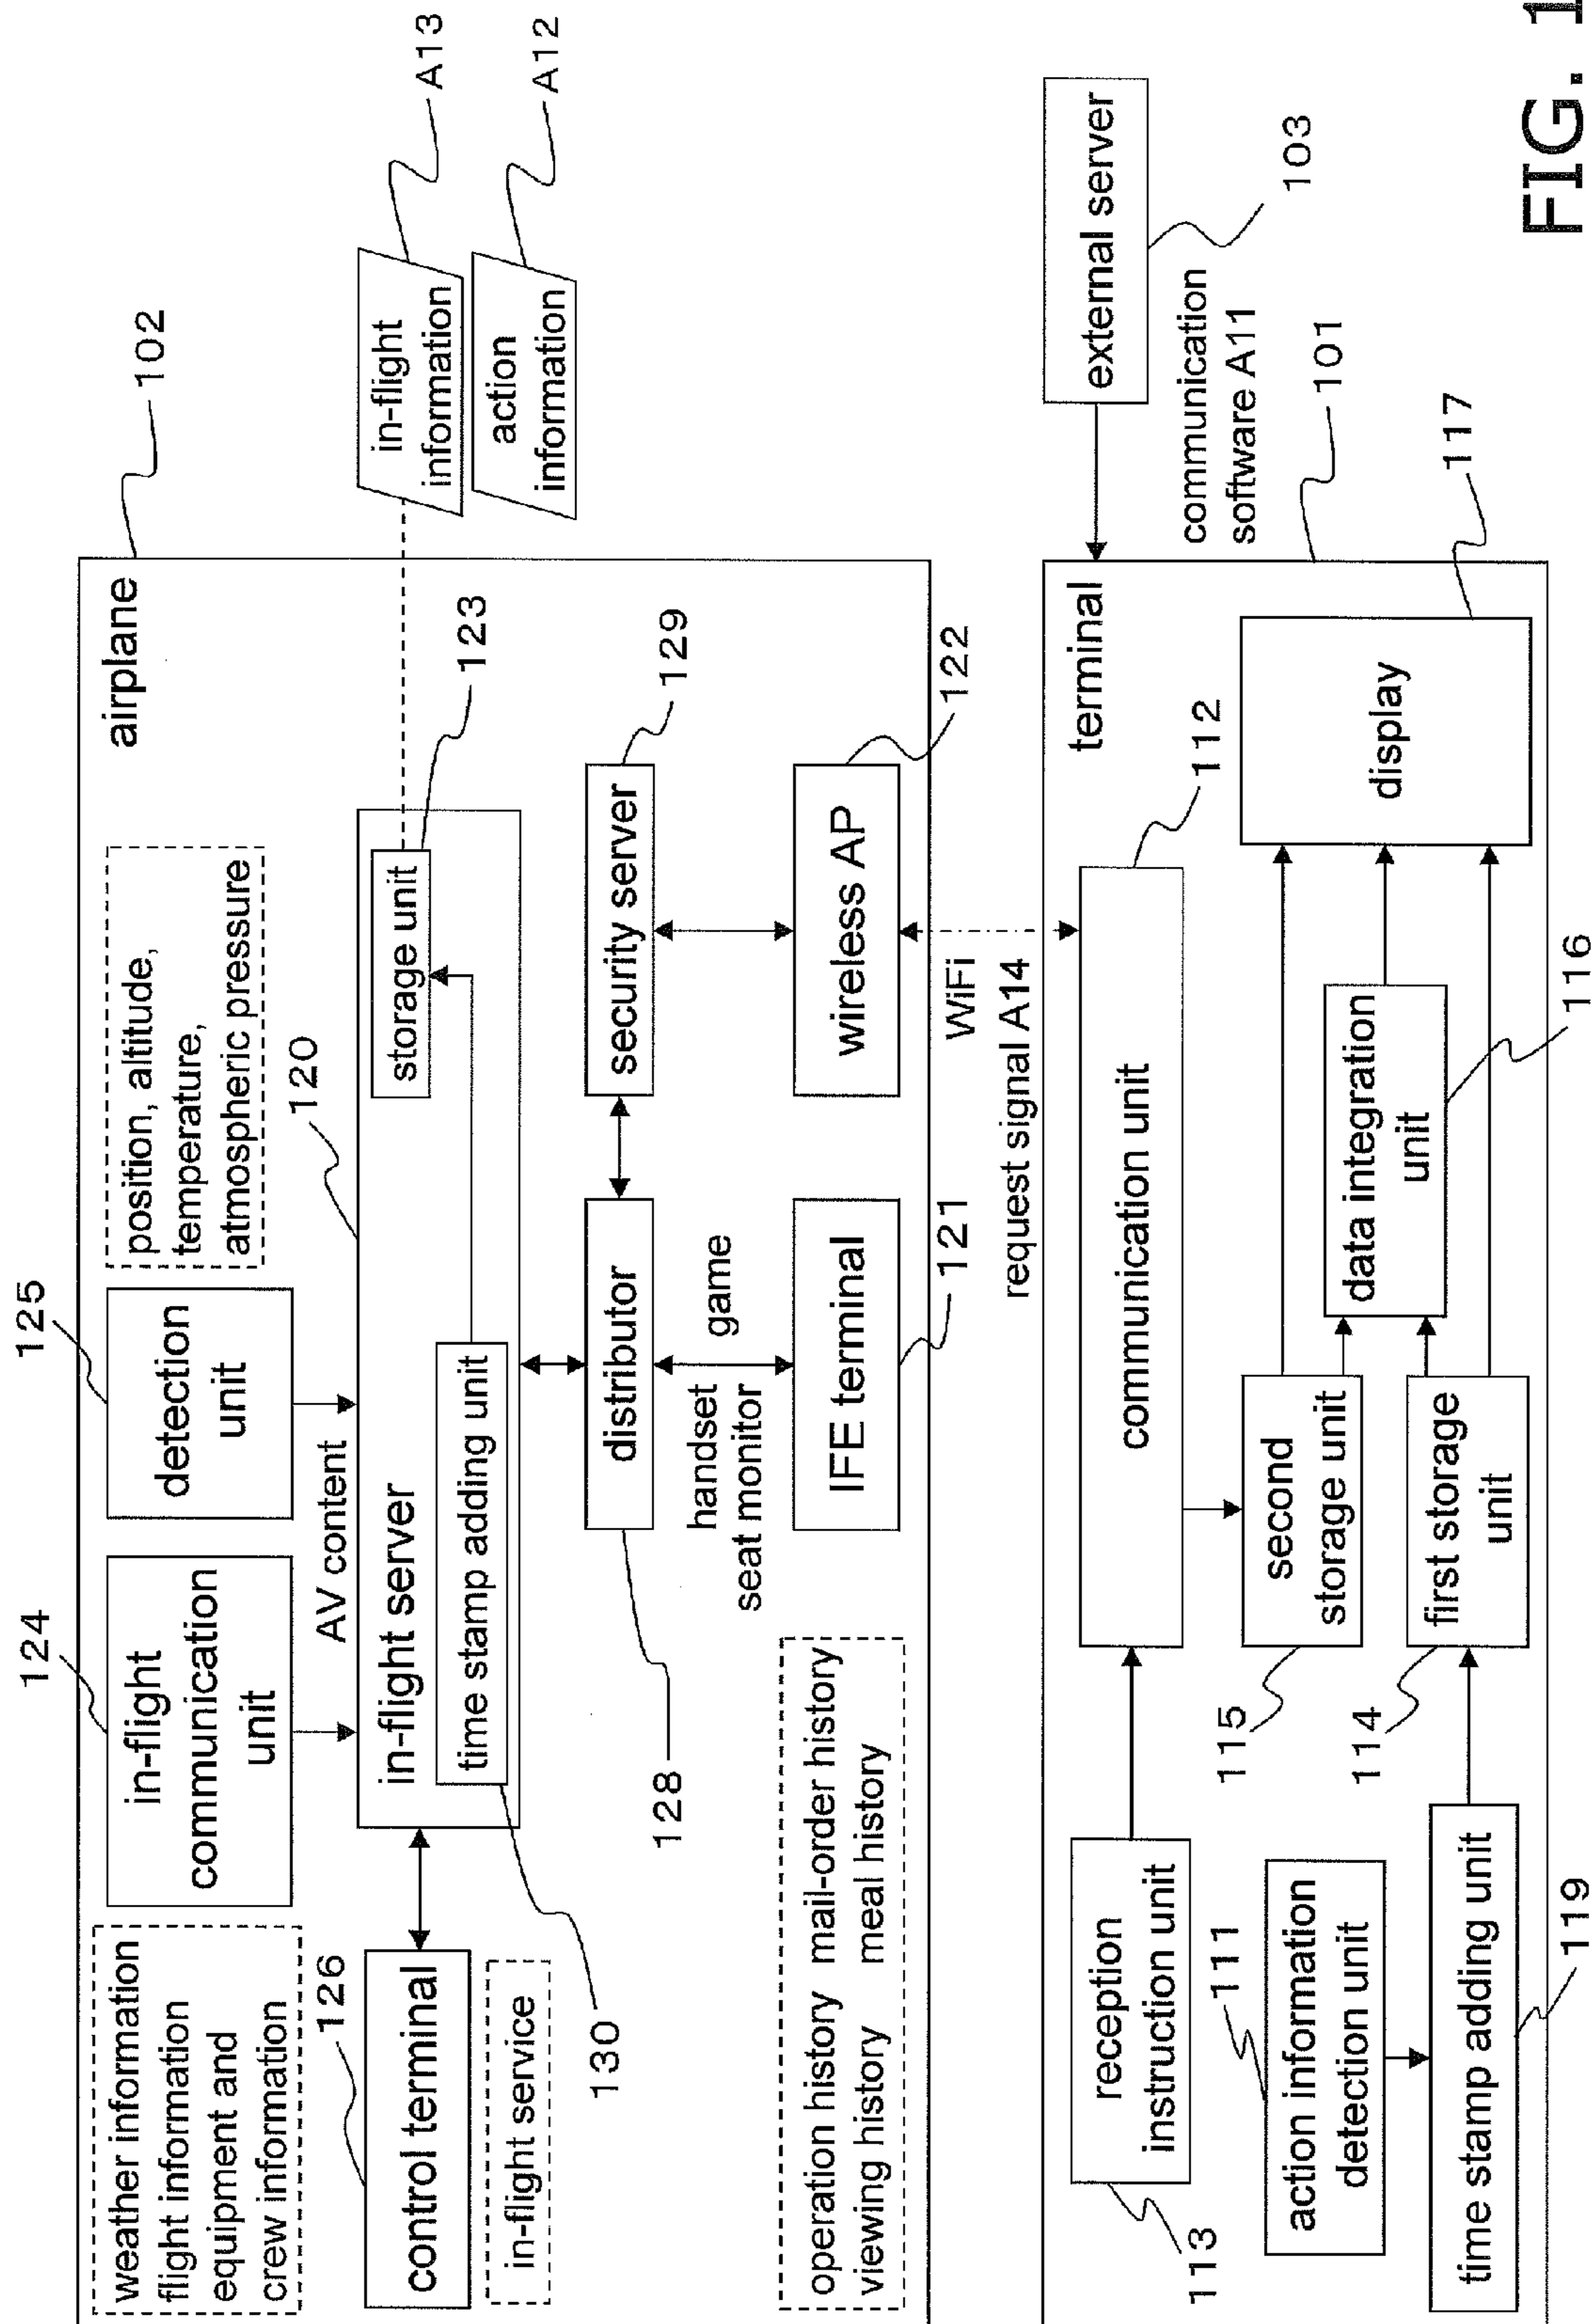 airplane
102
weather information
flight information
equipment and
crew information
124
in-flight
communication
unit
125
detection
unit
position, altitude,
temperature,
atmospheric pressure
AV content
120
126
control terminal
in-flight service
in-flight server
time stamp adding unit
130
storage unit
123
in-flight
information
A13
action
information
A12
128
distributor
security server
129
handset
seat monitor
game
operation history
mail-order history
viewing history
meal history
IFE terminal
121
wireless AP
122
WiFi
request signal A14
external server
103
communication
software A11
terminal
101
113
reception
instruction unit
communication unit
112
111
action information
detection unit
115
second
storage unit
114
first storage
unit
data integration
unit
116
display
117
time stamp adding unit
119
FIG. 1